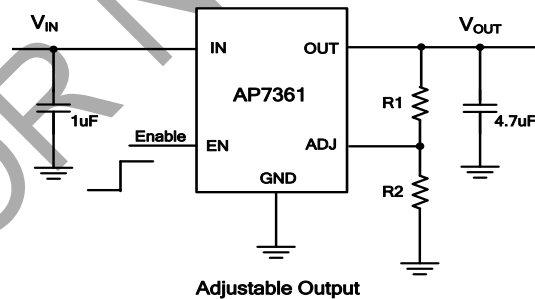 VIN
VOUT
IN
OUT
AP7361
R1
1uF
4.7uF
Enable
EN
ADJ
GND
R2
Adjustable Output